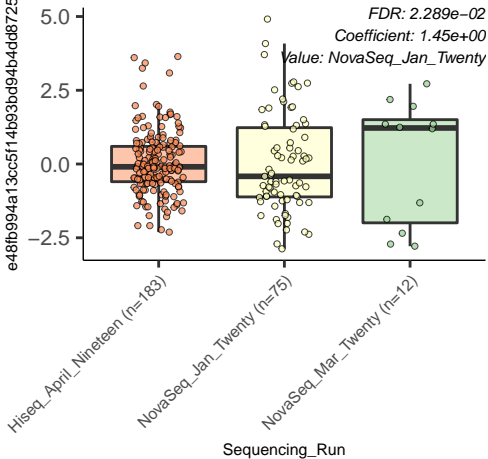 FDR: 2.289e−02
Coefficient: 1.45e+00
Value: NovaSeq_Jan_Twenty
e48fb994a13cc5f14b93bd94b4dd8725
5.0
2.5
0.0
−2.5
Hiseq_April_Nineteen (n=183)
NovaSeq_Jan_Twenty (n=75)
NovaSeq_Mar_Twenty (n=12)
Sequencing_Run